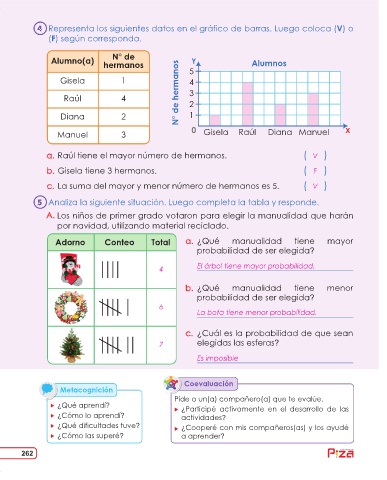 4 Representa los siguientes datos en el gráfico de barras. Luego coloca (V) o
(F) según corresponda.
Alumno(a) N° de hermanos
Gisela 1
Raúl 4
Diana 2
Manuel 3
Y Alumnos
N° de hermanos
5
4
3
2
1
0 Gisela Raúl Diana Manuel X
a. Raúl tiene el mayor número de hermanos. ( V )
b. Gisela tiene 3 hermanos. ( F )
c. La suma del mayor y menor número de hermanos es 5. ( V )
5 Analiza la siguiente situación. Luego completa la tabla y responde.
A. Los niños de primer grado votaron para elegir la manualidad que harán
por navidad, utilizando material reciclado.
Adorno Conteo Total
4
6
7
a. ¿Qué manualidad tiene mayor
probabilidad de ser elegida?
El árbol tiene mayor probabilidad.
b. ¿Qué manualidad tiene menor
probabilidad de ser elegida?
La bota tiene menor probabilidad.
c. ¿Cuál es la probabilidad de que sean
elegidas las esferas?
Es imposible
Metacognición
¿Qué aprendí?
¿Cómo lo aprendí?
¿Qué dificultades tuve?
¿Cómo las superé?
Coevaluación
Pide a un(a) compañero(a) que te evalúe.
¿Participé activamente en el desarrollo de las
actividades?
¿Cooperé con mis compañeros(as) y los ayudé
a aprender?
262